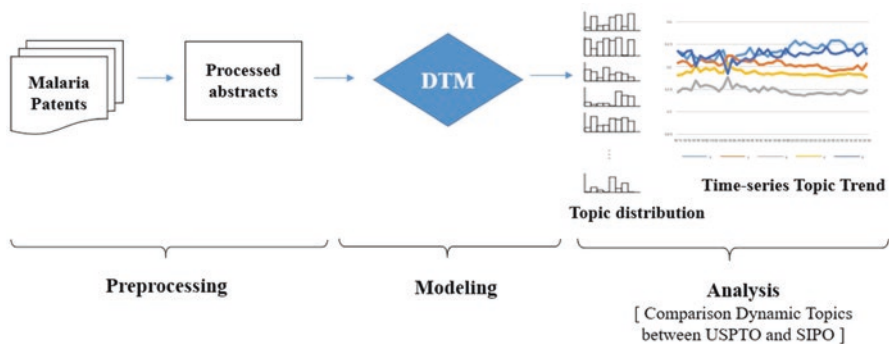 Malaria
Patents
Processed
abstracts
DTM
Topic distribution
Time-series Topic Trend
Preprocessing
Modeling
Analysis
[ Comparison Dynamic Topics
between USPTO and SIPO ]